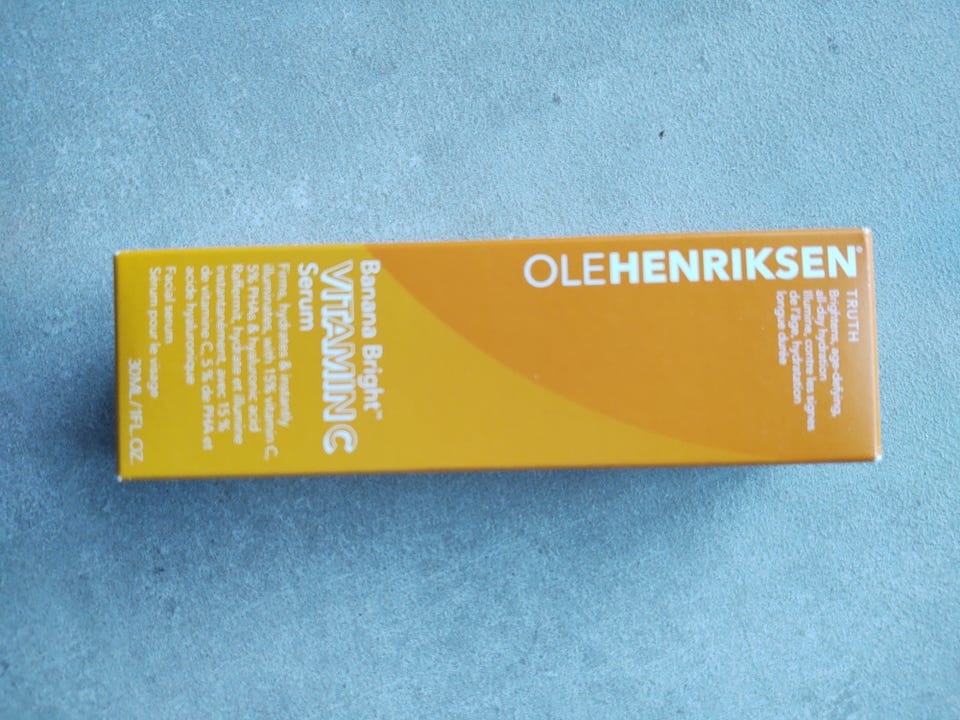 OLEHENRIKSEN®
TRUTH
Brightens, age-defying,
all-day hydration
Illumine, contre les signes
de l'âge, hydratation
longue durée
Banana Bright™
VITAMIN C
Serum
Firms, hydrates & instantly
illuminates, with 15% vitamin C,
5% PHAs & hyaluronic acid
Raffermit, hydrate et illumine
instantanément, avec 15 %
de vitamine C, 5 % de PHA et
acide hyaluronique
Facial serum
Sérum pour le visage
30ML/1FL.OZ.